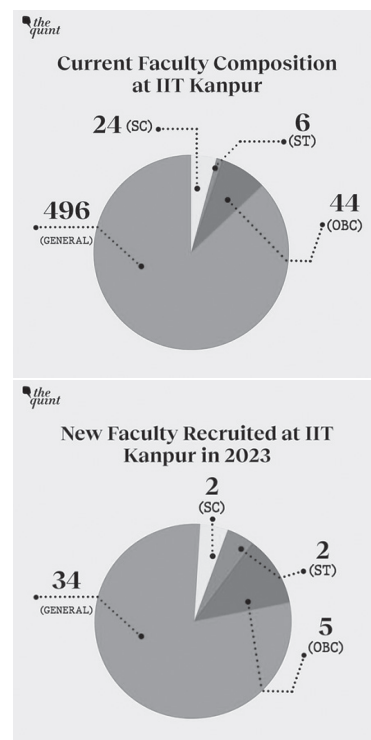 the
quint
Current Faculty Composition
at IIT Kanpur
24 (SC)
6
(ST)
496
(GENERAL)
44
(OBC)
the
quint
New Faculty Recruited at IIT
Kanpur in 2023
2
(SC)
2
(ST)
34
(GENERAL)
5
(OBC)